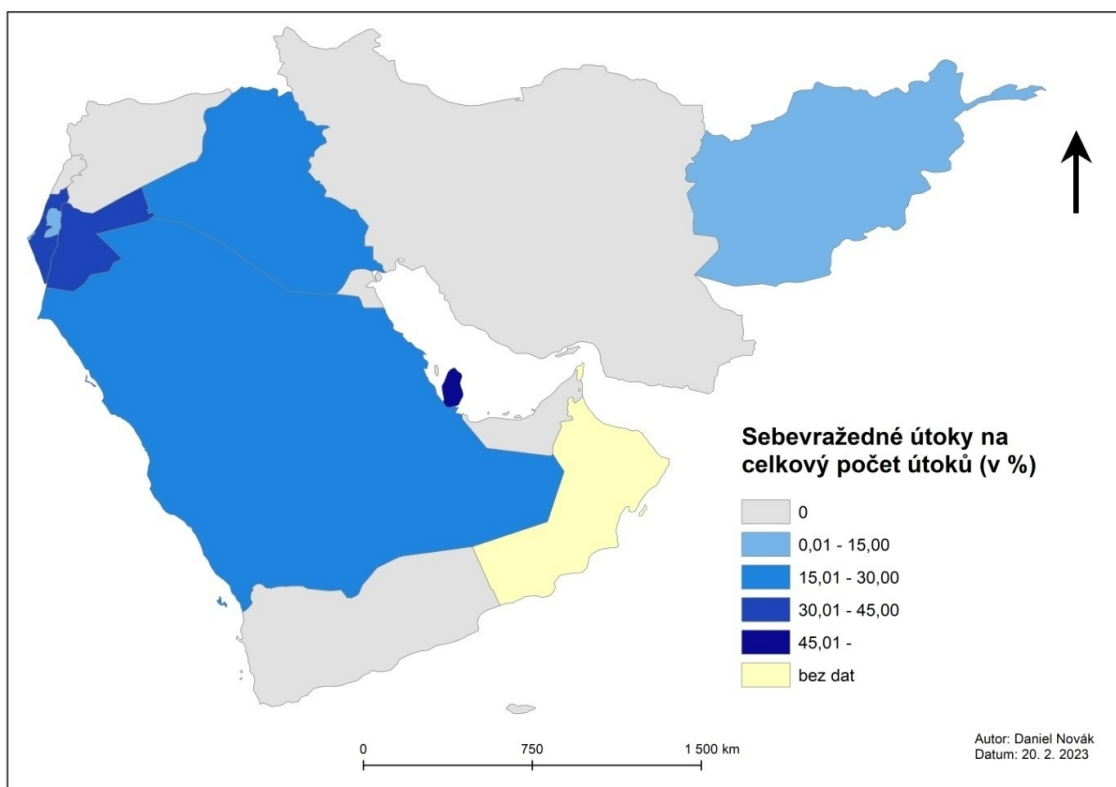 Sebevražedné útoky na
celkový počet útoků (v %)
0
0,01 - 15,00
15,01 - 30,00
30,01 - 45,00
45,01 -
bez dat
0
750
1 500 km
Autor: Daniel Novák
Datum: 20. 2. 2023